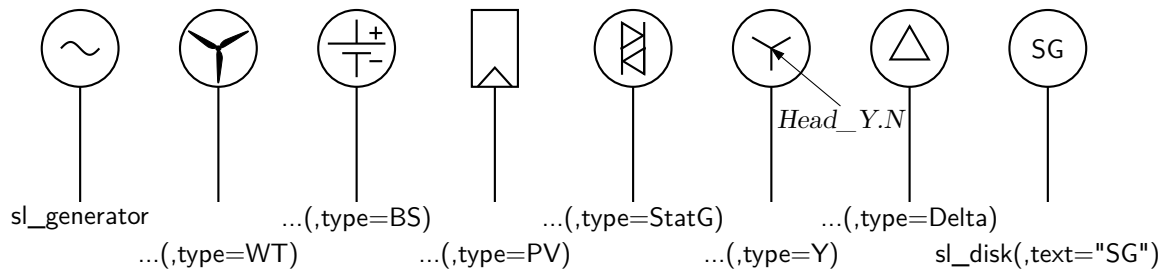 SG
Head_Y.N
sl_generator ...(,type=BS) ...(,type=StatG) ...(,type=Delta)
...(,type=WT) ...(,type=PV) ...(,type=Y) sl_disk(,text="SG")